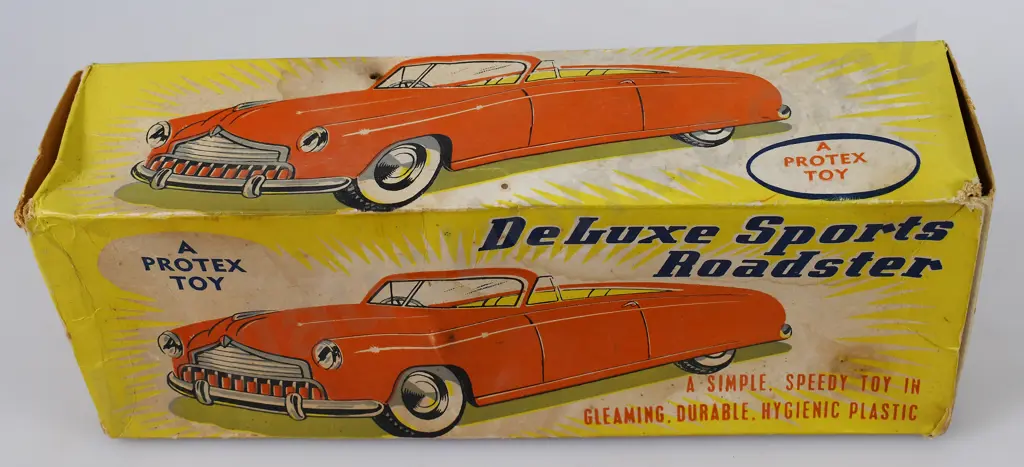 A
PROTEX
TOY
A
PROTEX
TOY
DeLuxe Sports
Roadster
A SIMPLE, SPEEDY TOY IN
GLEAMING, DURABLE, HYGIENIC PLASTIC